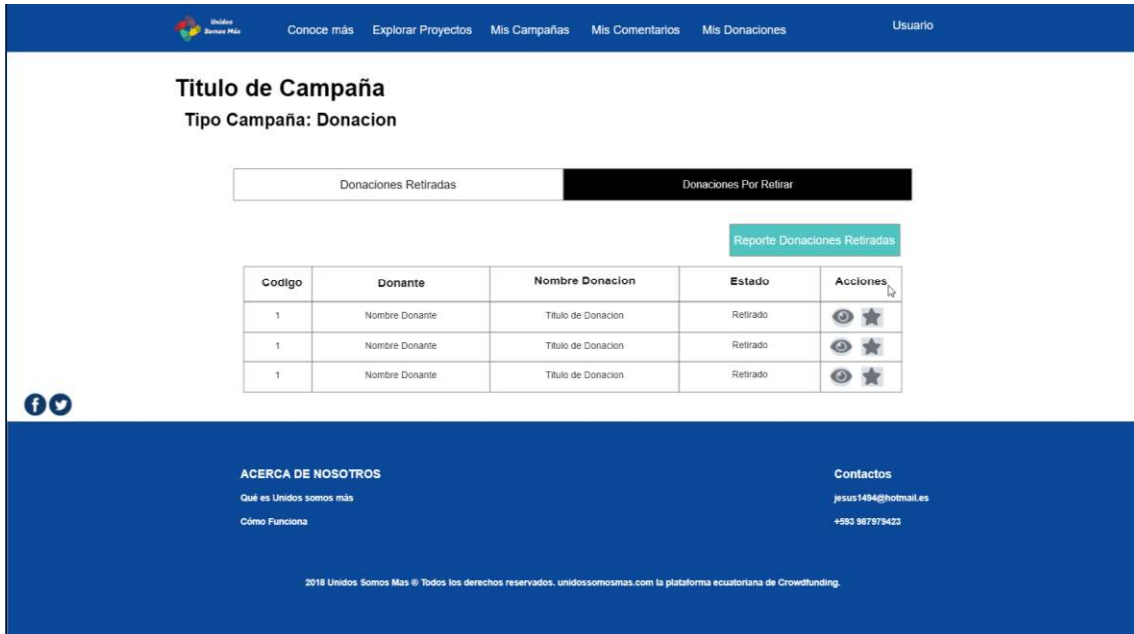 Unidos
Somos Más
Conoce más Explorar Proyectos Mis Campañas Mis Comentarios Mis Donaciones Usuario
Titulo de Campaña
Tipo Campaña: Donacion
Donaciones Retiradas Donaciones Por Retirar
Reporte Donaciones Retiradas
Codigo Donante Nombre Donacion Estado Acciones
1 Nombre Donante Titulo de Donacion Retirado
1 Nombre Donante Titulo de Donacion Retirado
1 Nombre Donante Titulo de Donacion Retirado
ACERCA DE NOSOTROS Contactos
Qué es Unidos somos más jesus1494@hotmail.es
Cómo Funciona +593 987979423
2018 Unidos Somos Mas ® Todos los derechos reservados. unidossomosmas.com la plataforma ecuatoriana de Crowdfunding.